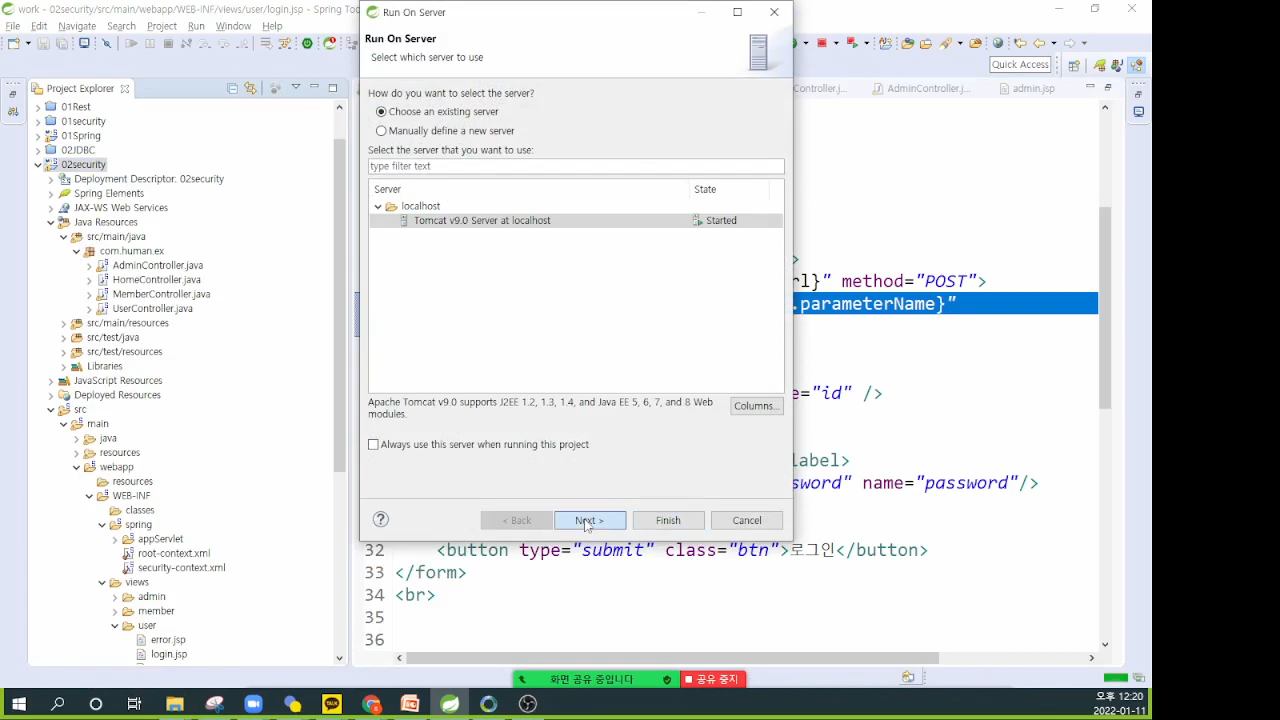 work - 02security/src/main/webapp/WEB-INF/views/user/login.jsp - Spring Too
File Edit Navigate Search Project Run Window Help
Quick Access
Project Explorer
01Rest
01security
01Spring
02JDBC
02security
Deployment Descriptor: 02security
Spring Elements
JAX-WS Web Services
Java Resources
src/main/java
com.human.ex
AdminController.java
HomeController.java
MemberController.java
UserController.java
src/main/resources
src/test/java
src/test/resources
Libraries
JavaScript Resources
Deployed Resources
src
main
java
resources
webapp
resources
WEB-INF
classes
spring
appServlet
root-context.xml
security-context.xml
views
admin
member
user
error.jsp
login.jsp
Run On Server
Run On Server
Select which server to use
How do you want to select the server?
Choose an existing server
Manually define a new server
Select the server that you want to use:
type filter text
Server State
localhost
Tomcat v9.0 Server at localhost Started
Apache Tomcat v9.0 supports J2EE 1.2, 1.3, 1.4, and Java EE 5, 6, 7, and 8 Web
modules.
Columns...
Always use this server when running this project
? < Back Next > Finish Cancel
Controller.j... AdminController.j... admin.jsp
>
rl}" method="POST">
.parameterName}"
e="id" />
label>
sword" name="password"/>
32 <button type="submit" class="btn">로그인</button>
33 </form>
34 <br>
35
36
화면 공유 중입니다 공유 중지
TALK
오후 12:20
2022-01-11